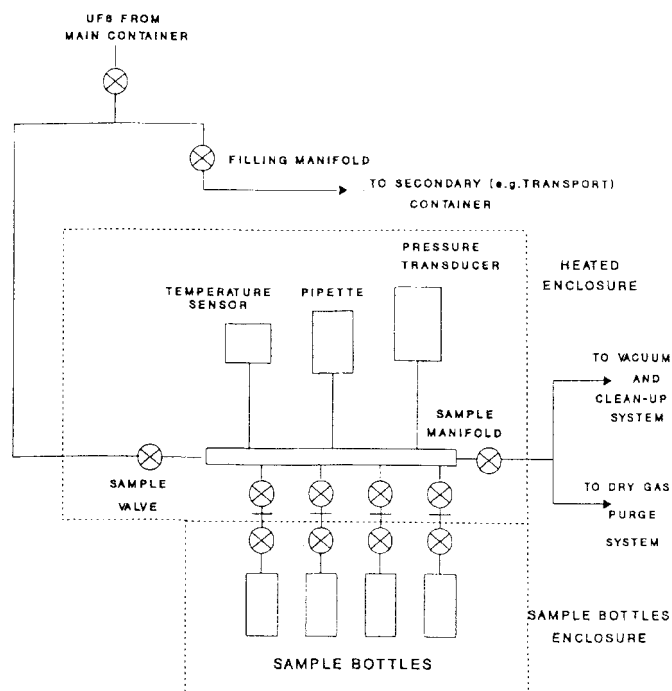 UF6 FROM
MAIN CONTAINER
FILLING MANIFOLD
TO SECONDARY (e.g.TRANSPORT)
CONTAINER
PRESSURE
TRANSDUCER
HEATED
ENCLOSURE
TEMPERATURE
SENSOR
PIPETTE
TO VACUUM
AND
CLEAN-UP
SYSTEM
SAMPLE
MANIFOLD
SAMPLE
VALVE
TO DRY GAS
PURGE
SYSTEM
SAMPLE BOTTLES
ENCLOSURE
SAMPLE BOTTLES